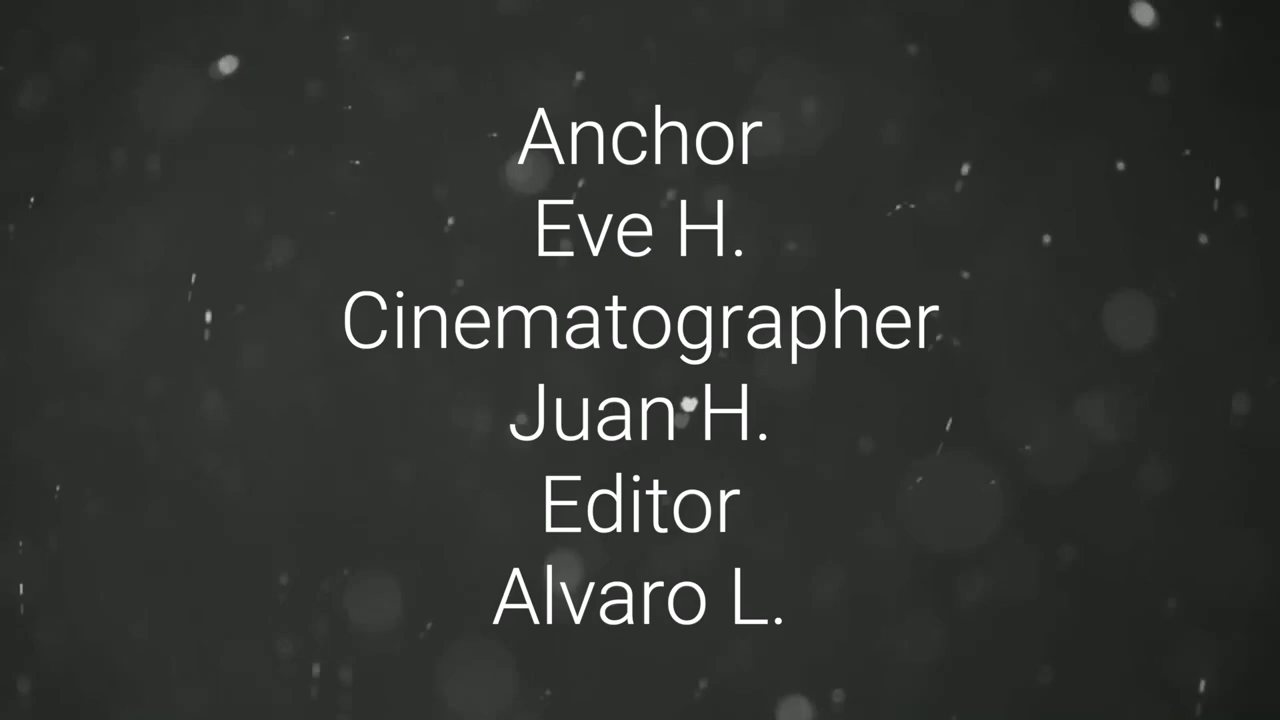 Anchor
Eve H.
Cinematographer
Juan H.
Editor
Alvaro L.